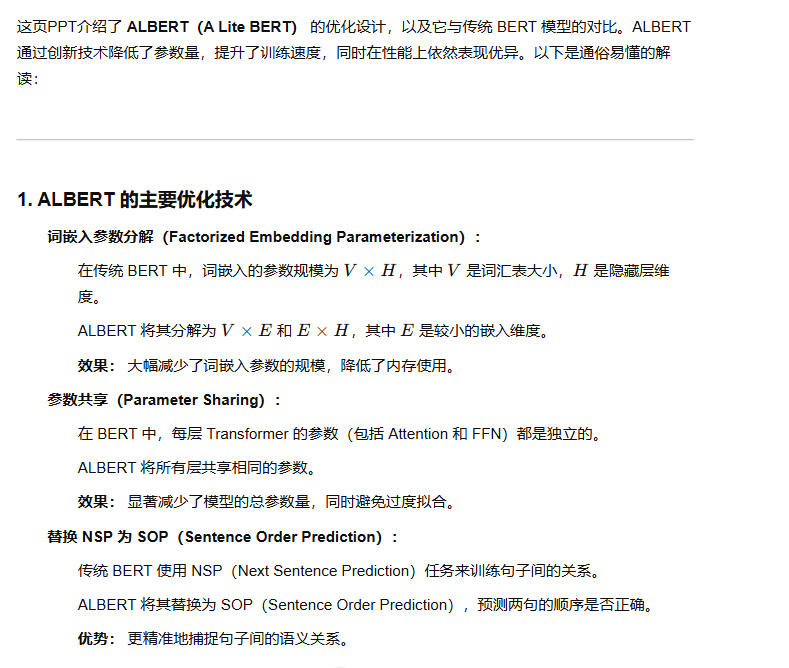 这页PPT介绍了 ALBERT（A Lite BERT） 的优化设计，以及它与传统 BERT 模型的对比。ALBERT
通过创新技术降低了参数量，提升了训练速度，同时在性能上依然表现优异。以下是通俗易懂的解
读：
1. ALBERT 的主要优化技术
词嵌入参数分解（Factorized Embedding Parameterization）：
在传统 BERT 中，词嵌入的参数规模为 V × H，其中 V 是词汇表大小，H 是隐藏层维
度。
ALBERT 将其分解为 V × E 和 E × H，其中 E 是较小的嵌入维度。
效果： 大幅减少了词嵌入参数的规模，降低了内存使用。
参数共享（Parameter Sharing）：
在 BERT 中，每层 Transformer 的参数（包括 Attention 和 FFN）都是独立的。
ALBERT 将所有层共享相同的参数。
效果： 显著减少了模型的总参数量，同时避免过度拟合。
替换 NSP 为 SOP（Sentence Order Prediction）：
传统 BERT 使用 NSP（Next Sentence Prediction）任务来训练句子间的关系。
ALBERT 将其替换为 SOP（Sentence Order Prediction），预测两句的顺序是否正确。
优势： 更精准地捕捉句子间的语义关系。